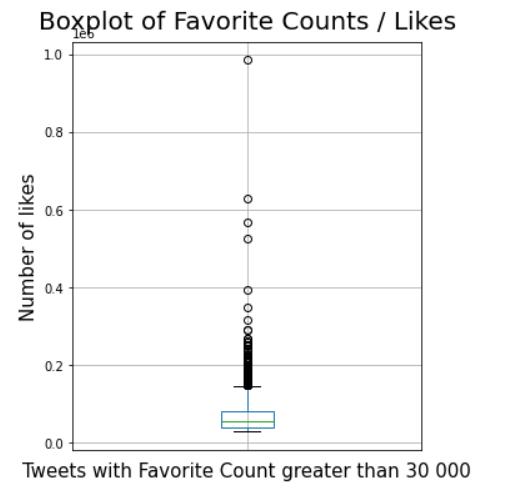 Boxplot of Favorite Counts / Likes
1e6
1.0
0.8
0.6
0.4
0.2
0.0
Number of likes
Tweets with Favorite Count greater than 30 000